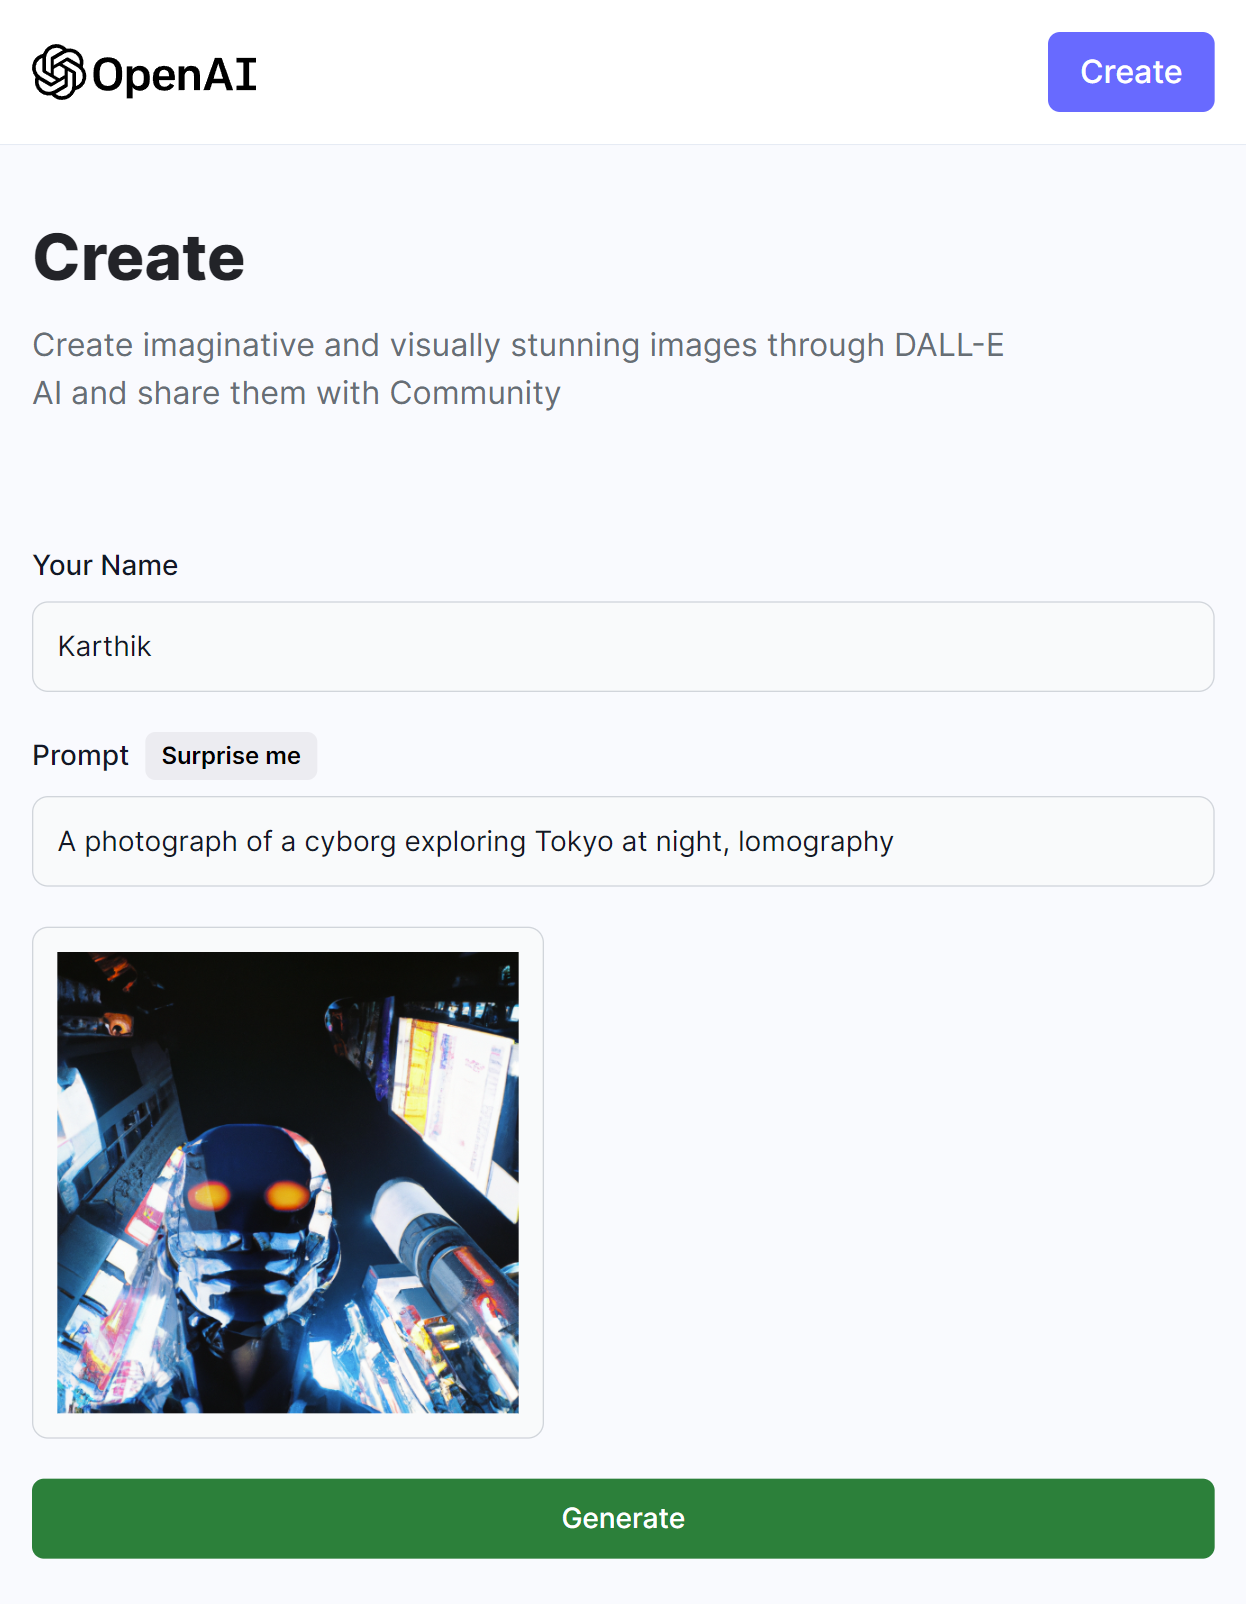 OpenAI
Create
Create
Create imaginative and visually stunning images through DALL-E
AI and share them with Community
Your Name
Karthik
Prompt
Surprise me
A photograph of a cyborg exploring Tokyo at night, lomography
Generate